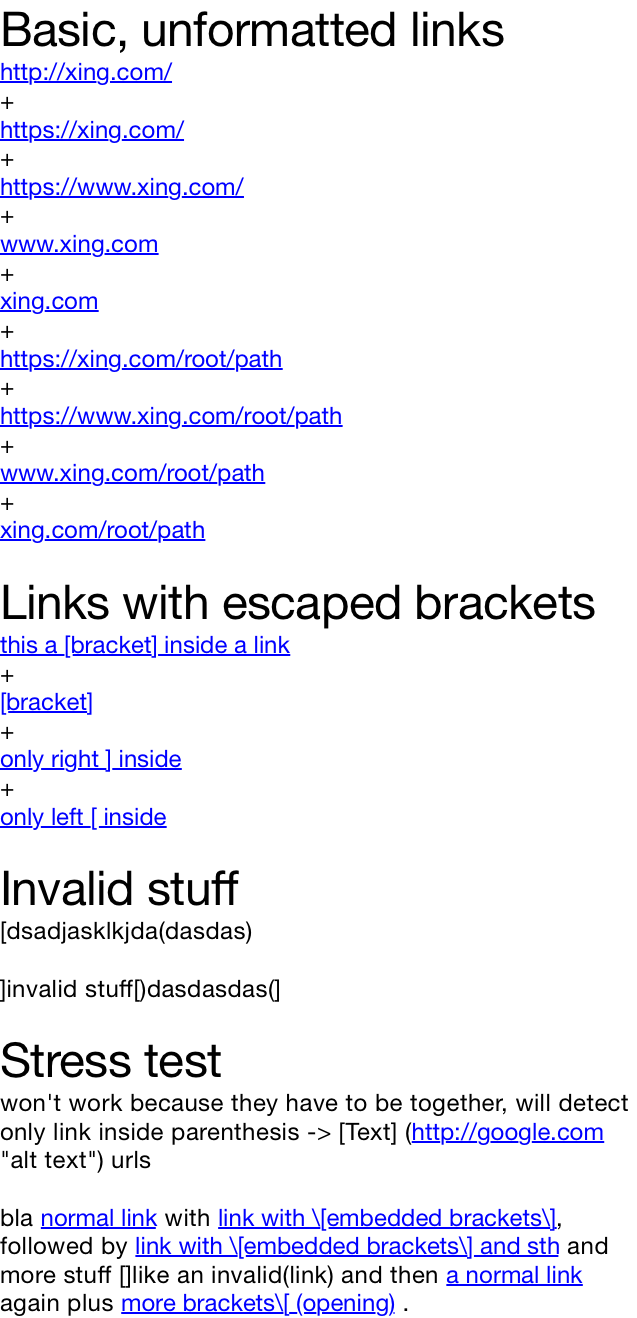 Basic, unformatted links
http://xing.com/
+
https://xing.com/
+
https://www.xing.com/
+
www.xing.com
+
xing.com
+
https://xing.com/root/path
+
https://www.xing.com/root/path
+
www.xing.com/root/path
+
xing.com/root/path
Links with escaped brackets
this a [bracket] inside a link
+
[bracket]
+
only right ] inside
+
only left [ inside
Invalid stuff
[dsadjasklkjda(dasdas)
]invalid stuff[)dasdasdas(]
Stress test
won't work because they have to be together, will detect
only link inside parenthesis -> [Text] (http://google.com
"alt text") urls
bla normal link with link with \[embedded brackets\],
followed by link with \[embedded brackets\] and sth and
more stuff []like an invalid(link) and then a normal link
again plus more brackets\[ (opening) .